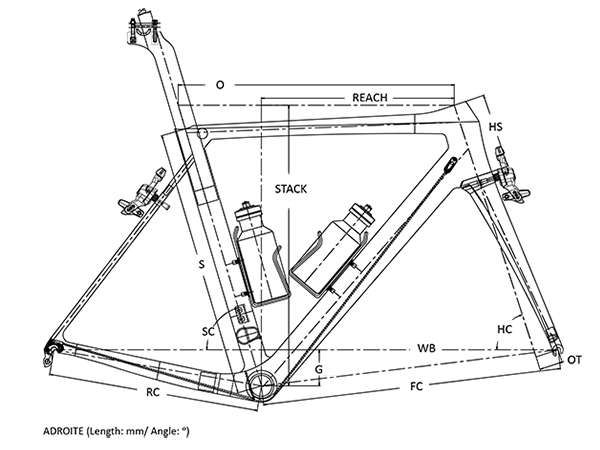 O
REACH
HS
STACK
S
SC
HC
WB
OT
G
RC
FC
ADROITE (Length: mm/ Angle: º)